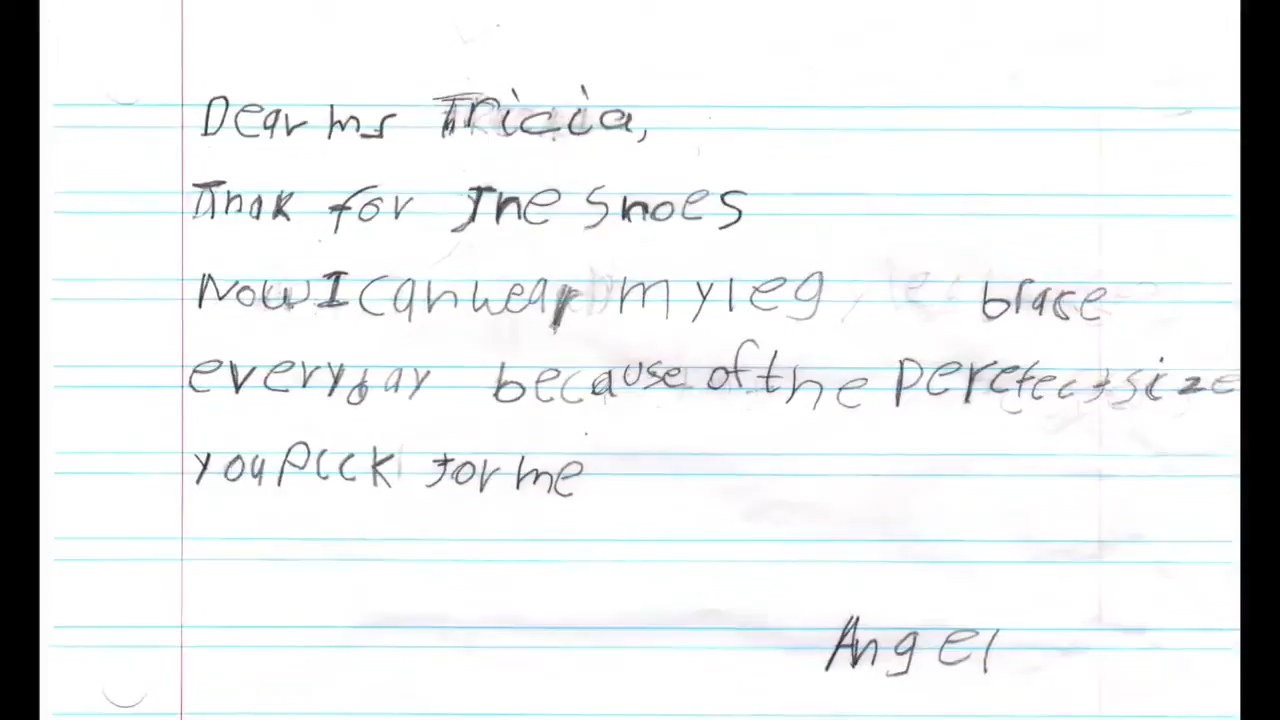 Dear ms Tricia,
Thak for The shoes
Now I can wear my leg brace
everyday because of the perefect size
you pick for me
Angel